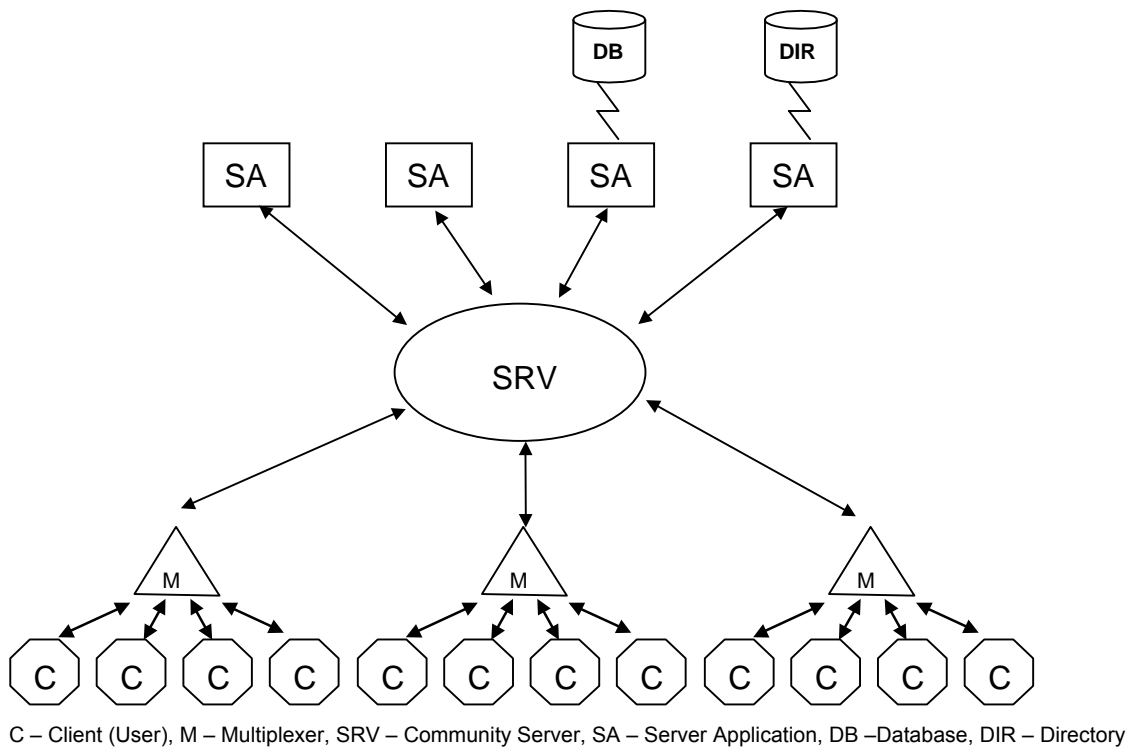 DB DIR
SA SA SA SA
SRV
M M M
C C C C C C C C C C C C
C – Client (User), M – Multiplexer, SRV – Community Server, SA – Server Application, DB –Database, DIR – Directory